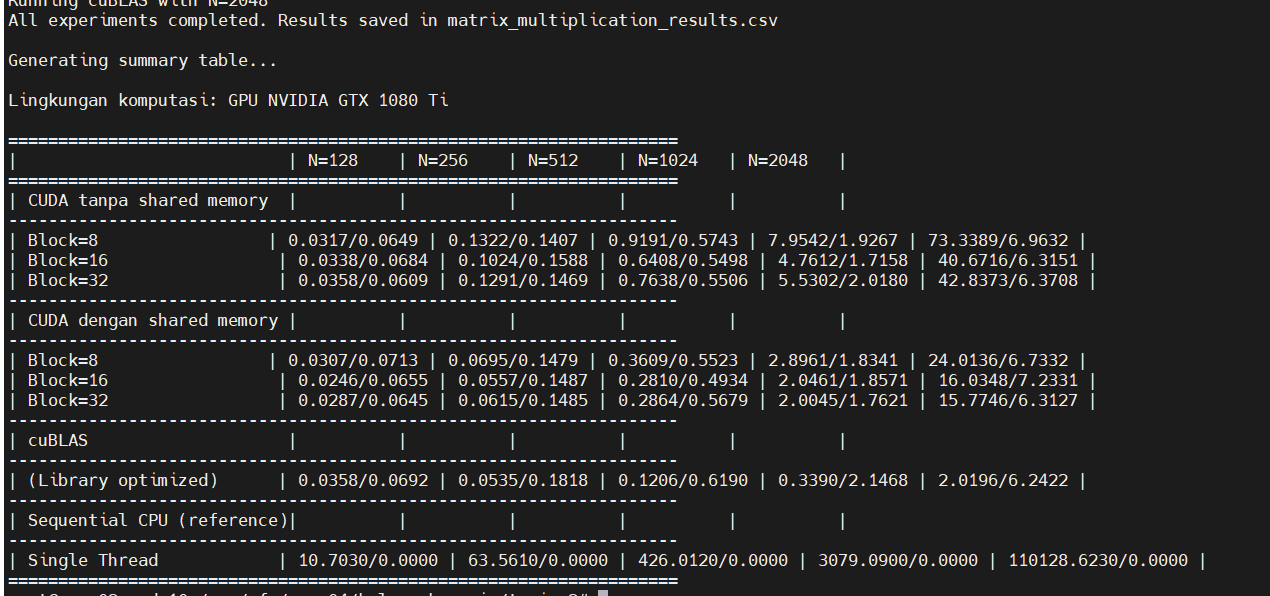 Running cuBLAS with N=2048
All experiments completed. Results saved in matrix_multiplication_results.csv
Generating summary table...
Lingkungan komputasi: GPU NVIDIA GTX 1080 Ti
===================================================================
| | N=128 | N=256 | N=512 | N=1024 | N=2048 |
===================================================================
| CUDA tanpa shared memory | | | | | |
-------------------------------------------------------------------
| Block=8 | 0.0317/0.0649 | 0.1322/0.1407 | 0.9191/0.5743 | 7.9542/1.9267 | 73.3389/6.9632 |
| Block=16 | 0.0338/0.0684 | 0.1024/0.1588 | 0.6408/0.5498 | 4.7612/1.7158 | 40.6716/6.3151 |
| Block=32 | 0.0358/0.0609 | 0.1291/0.1469 | 0.7638/0.5506 | 5.5302/2.0180 | 42.8373/6.3708 |
-------------------------------------------------------------------
| CUDA dengan shared memory | | | | | |
-------------------------------------------------------------------
| Block=8 | 0.0307/0.0713 | 0.0695/0.1479 | 0.3609/0.5523 | 2.8961/1.8341 | 24.0136/6.7332 |
| Block=16 | 0.0246/0.0655 | 0.0557/0.1487 | 0.2810/0.4934 | 2.0461/1.8571 | 16.0348/7.2331 |
| Block=32 | 0.0287/0.0645 | 0.0615/0.1485 | 0.2864/0.5679 | 2.0045/1.7621 | 15.7746/6.3127 |
-------------------------------------------------------------------
| cuBLAS | | | | | |
-------------------------------------------------------------------
| (Library optimized) | 0.0358/0.0692 | 0.0535/0.1818 | 0.1206/0.6190 | 0.3390/2.1468 | 2.0196/6.2422 |
-------------------------------------------------------------------
| Sequential CPU (reference)| | | | | |
-------------------------------------------------------------------
| Single Thread | 10.7030/0.0000 | 63.5610/0.0000 | 426.0120/0.0000 | 3079.0900/0.0000 | 110128.6230/0.0000 |
===================================================================